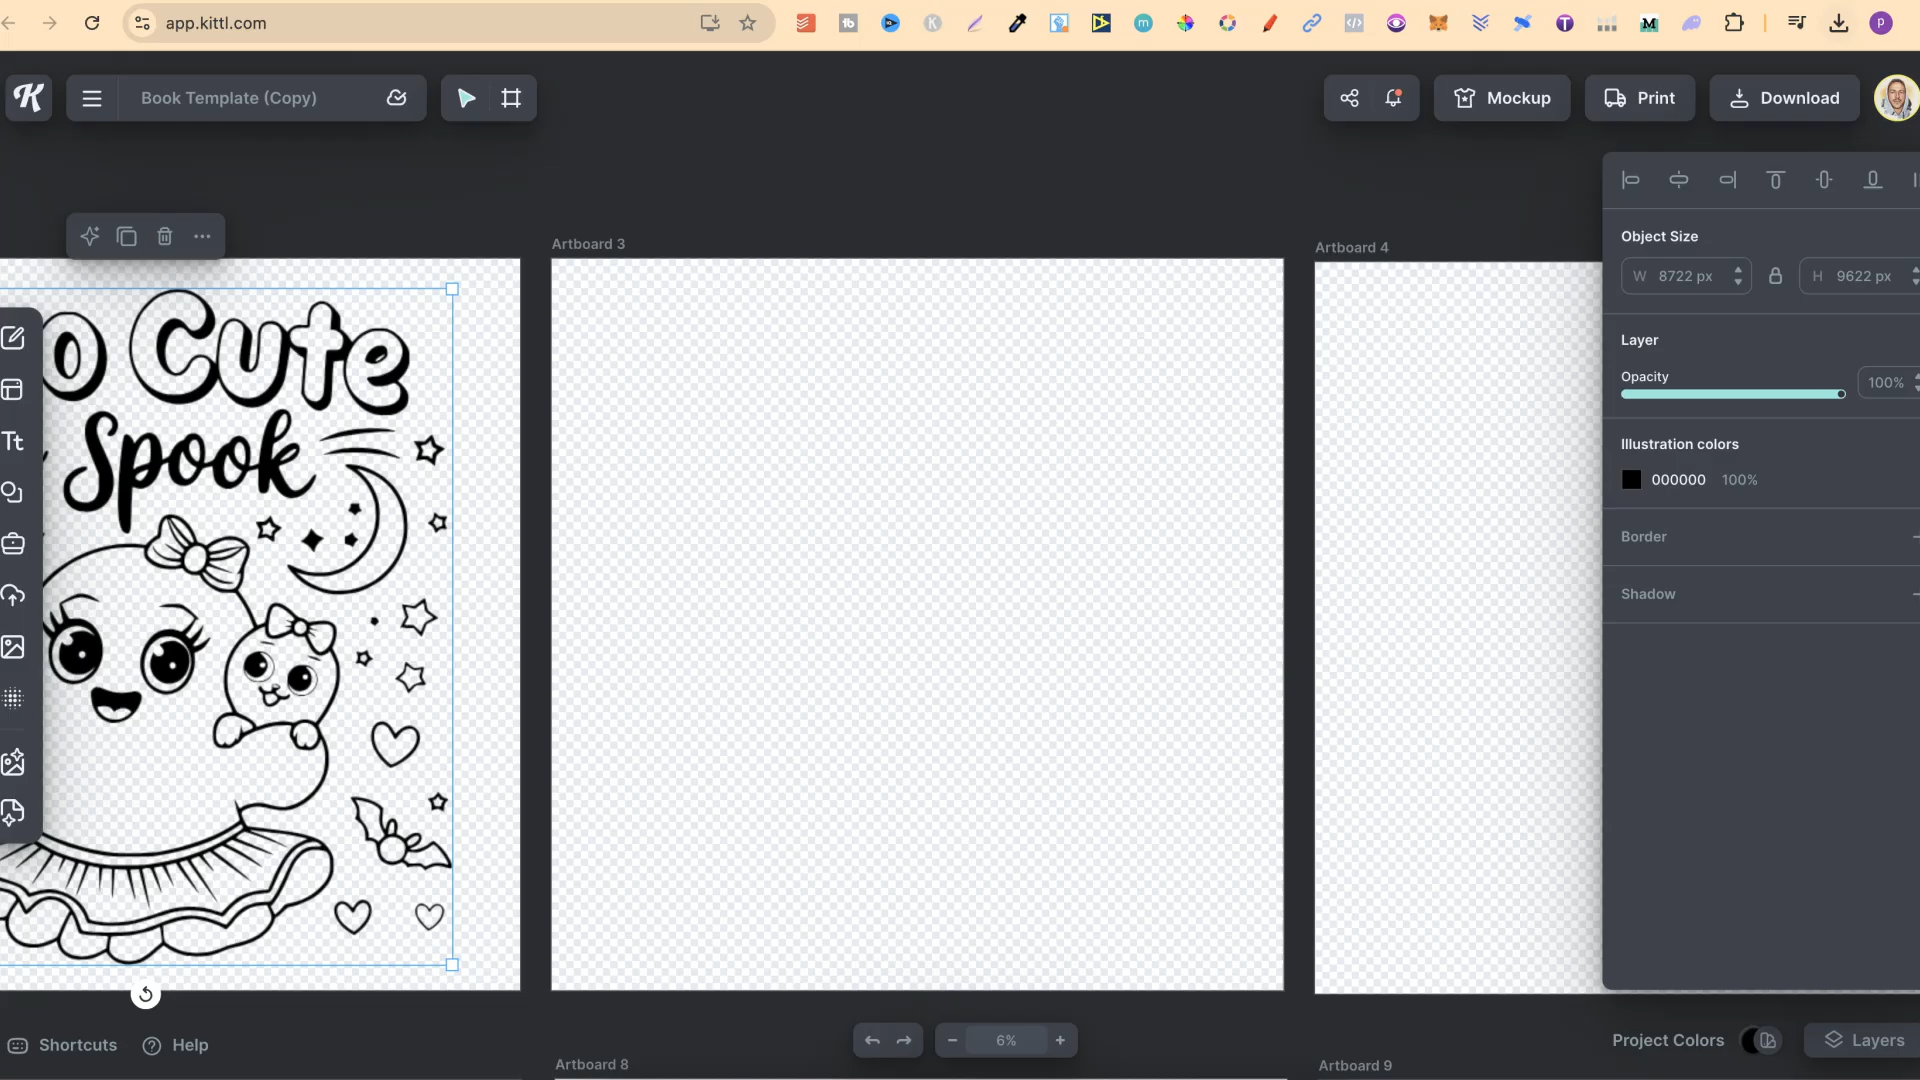 app.kittl.com
Book Template (Copy)
Mockup
Print
Download
Artboard 3
Artboard 4
Object Size
W 8722 px
H 9622 px
Layer
Opacity
100%
Illustration colors
000000 100%
Border
Shadow
Cute
Spook
Shortcuts
Help
6%
Project Colors
Layers
Artboard 8
Artboard 9